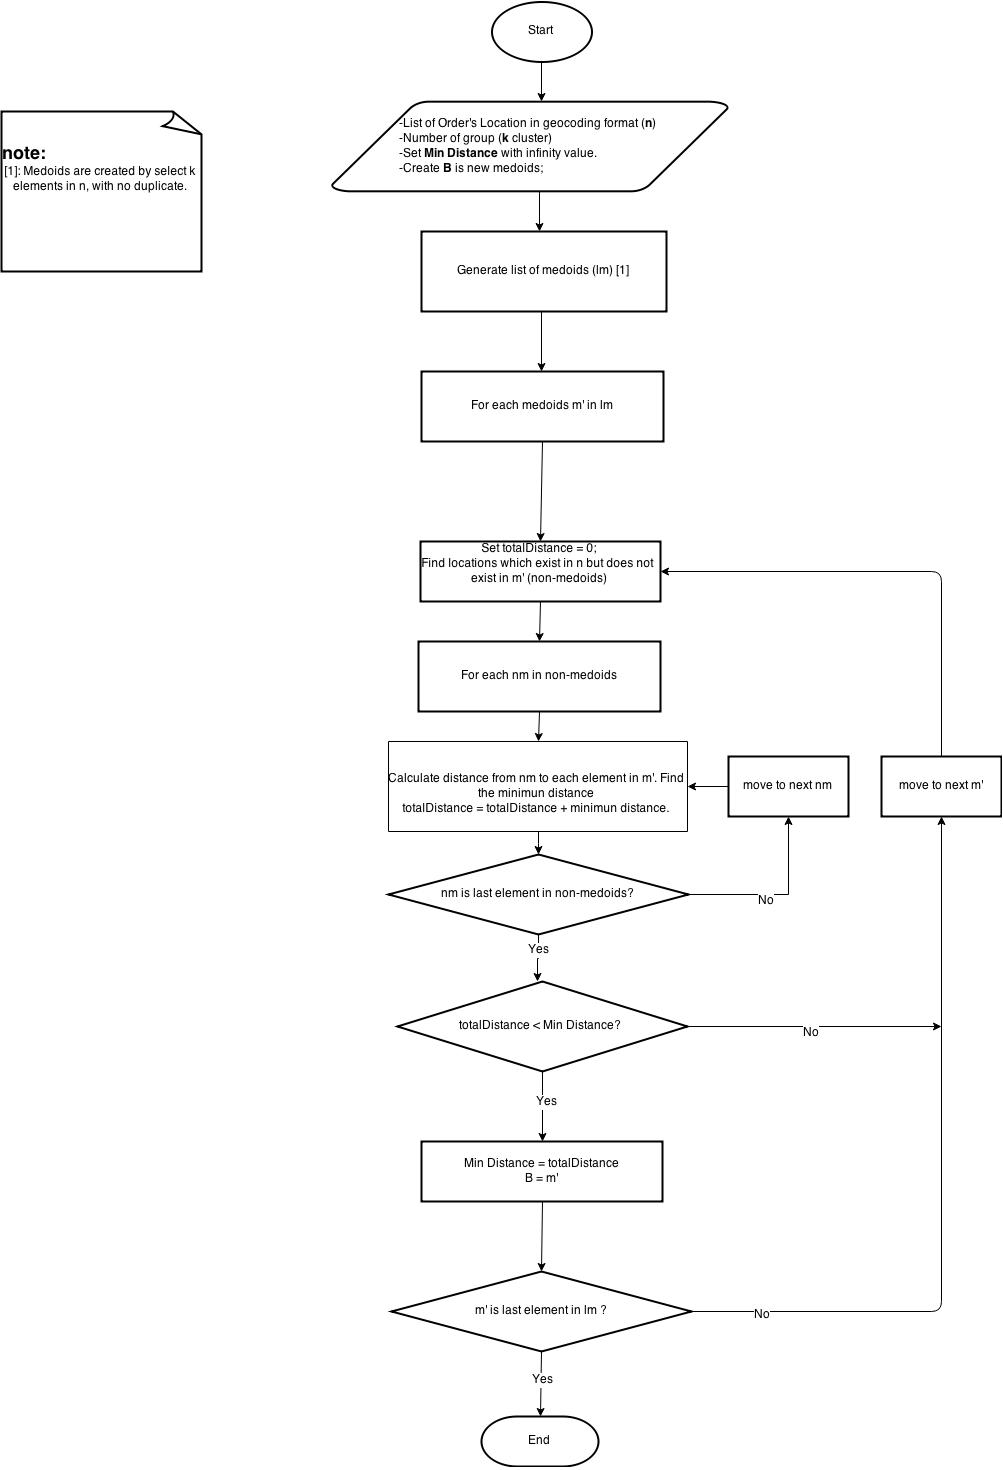 Start
-List of Order's Location in geocoding format (n)
-Number of group (k cluster)
-Set Min Distance with infinity value.
-Create B is new medoids;
note:
[1]: Medoids are created by select k
elements in n, with no duplicate.
Generate list of medoids (lm) [1]
For each medoids m' in lm
Set totalDistance = 0;
Find locations which exist in n but does not
exist in m' (non-medoids)
For each nm in non-medoids
Calculate distance from nm to each element in m'. Find
the minimun distance
totalDistance = totalDistance + minimun distance.
move to next nm
move to next m'
nm is last element in non-medoids?
No
Yes
totalDistance < Min Distance?
No
Yes
Min Distance = totalDistance
B = m'
m' is last element in lm ?
No
Yes
End